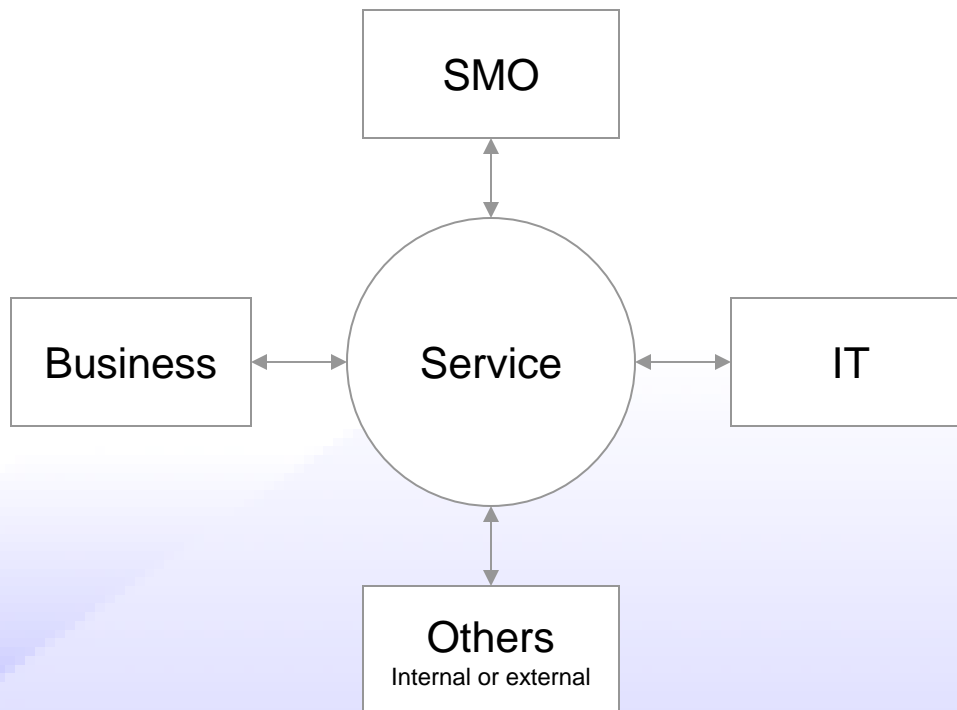 SMO
Business
Service
IT
Others
Internal or external